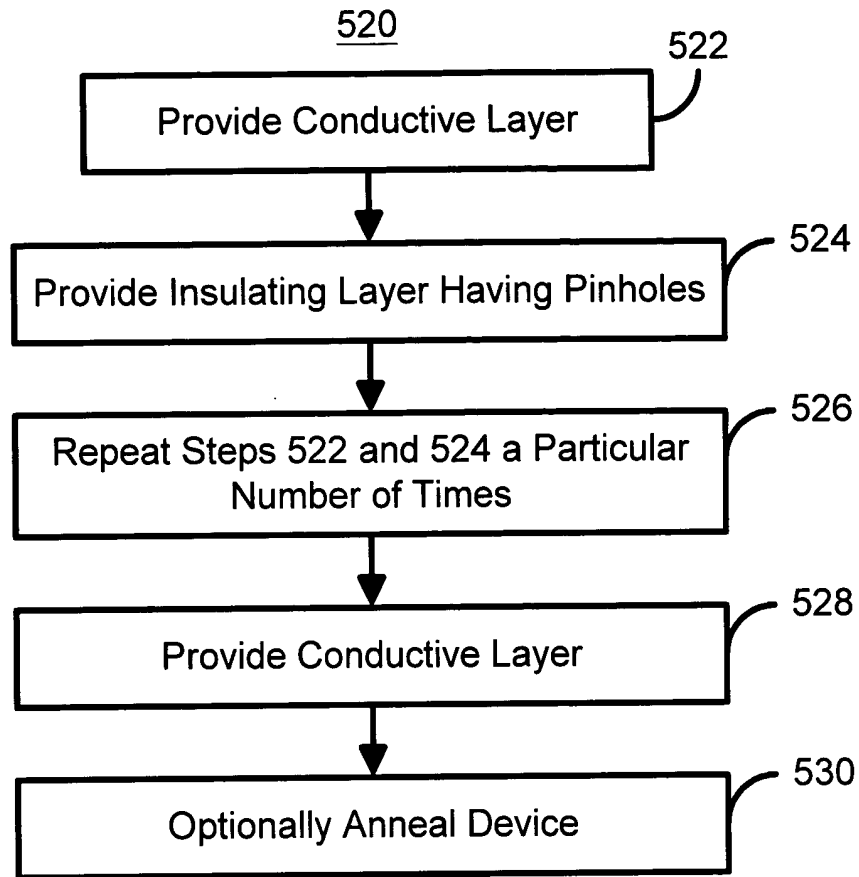 520
522
Provide Conductive Layer
524
Provide Insulating Layer Having Pinholes
526
Repeat Steps 522 and 524 a Particular
Number of Times
528
Provide Conductive Layer
530
Optionally Anneal Device